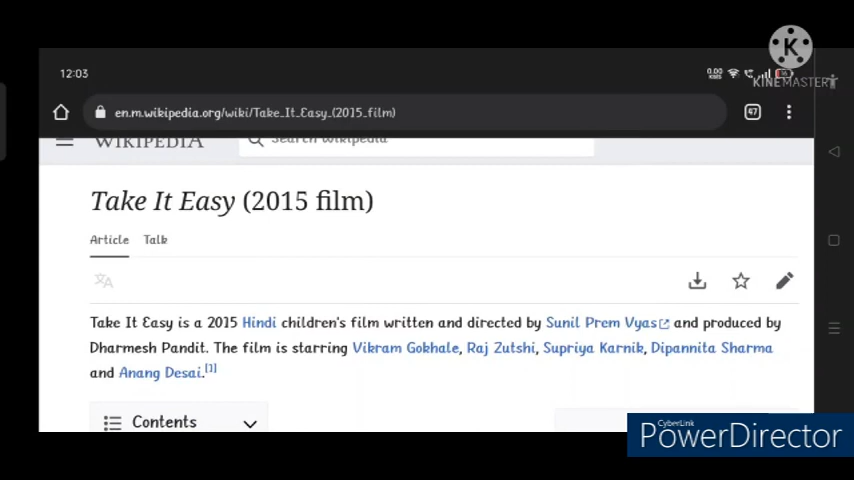 12:03
0.00
KINEMASTER
en.m.wikipedia.org/wiki/Take_It_Easy_(2015_film)
47
WIKIPEDIA
Search Wikipedia
Take It Easy (2015 film)
Article Talk
Take It Easy is a 2015 Hindi children's film written and directed by Sunil Prem Vyas and produced by
Dharmesh Pandit. The film is starring Vikram Gokhale, Raj Zutshi, Supriya Karnik, Dipannita Sharma
and Anang Desai.[1]
Contents
CyberLink
PowerDirector